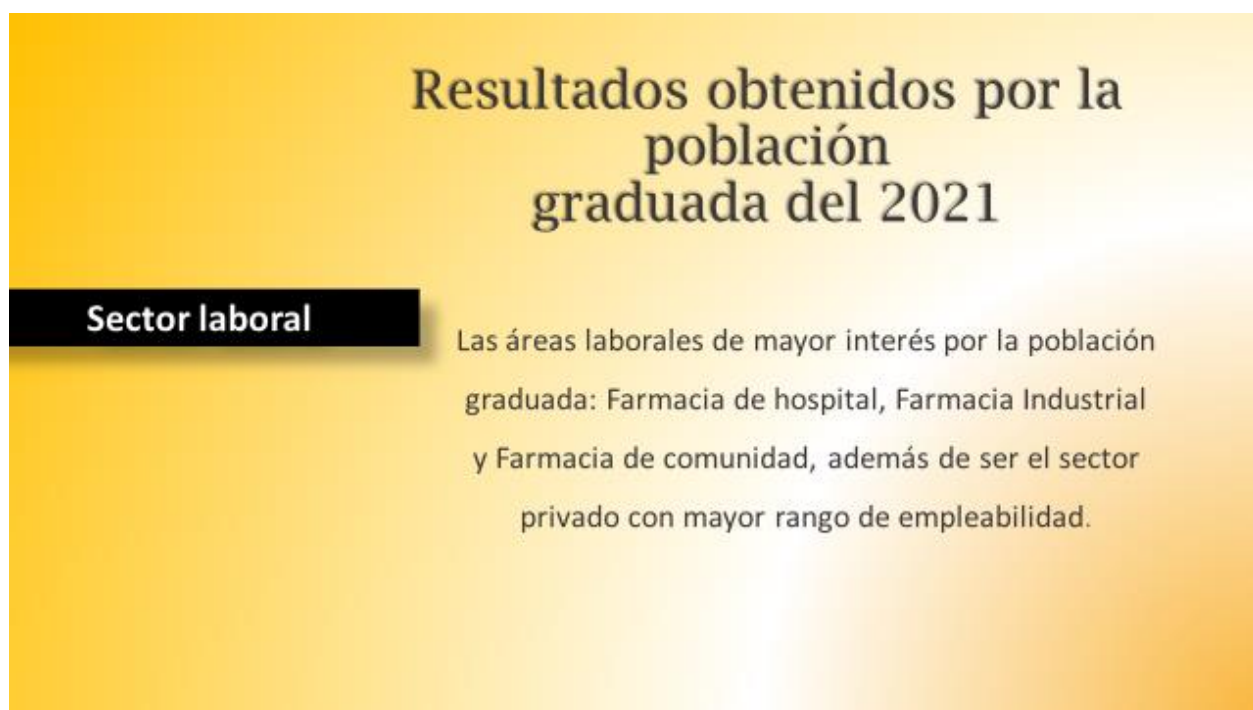 Resultados obtenidos por la
población
graduada del 2021
Sector laboral
Las áreas laborales de mayor interés por la población
graduada: Farmacia de hospital, Farmacia Industrial
y Farmacia de comunidad, además de ser el sector
privado con mayor rango de empleabilidad.